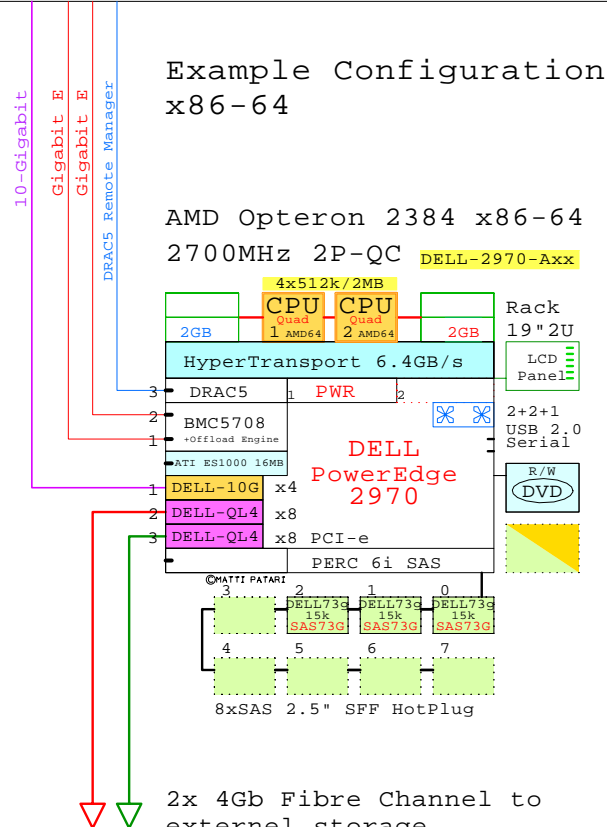 Example Configuration
x86-64
10-Gigabit
Gigabit E
Gigabit E
DRAC5 Remote Manager
AMD Opteron 2384 x86-64
2700MHz 2P-QC
DELL-2970-Axx
4x512k/2MB
CPU
Quad
1 AMD64
CPU
Quad
2 AMD64
2GB
2GB
Rack
19"2U
HyperTransport 6.4GB/s
LCD
Panel
3
DRAC5
1
PWR
2
2
BMC5708
1
+Offload Engine
2+2+1
USB 2.0
Serial
DELL
PowerEdge
2970
ATI ES1000 16MB
R/W
DVD
1
DELL-10G
x4
2
DELL-QL4
x8
3
DELL-QL4
x8 PCI-e
PERC 6i SAS
©MATTI PATARI
3
2
1
0
DELL73g
15k
SAS73G
DELL73g
15k
SAS73G
DELL73g
15k
SAS73G
4
5
6
7
8xSAS 2.5" SFF HotPlug
2x 4Gb Fibre Channel to
external storage